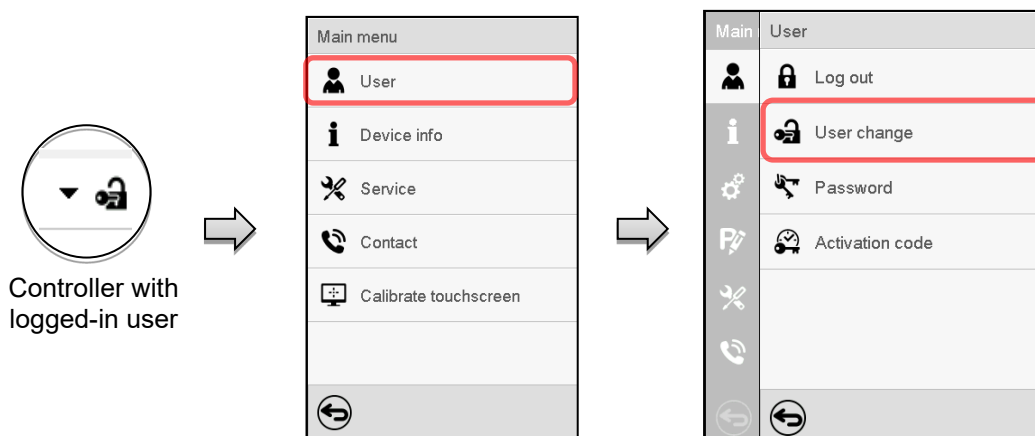 Controller with
logged-in user
Main menu
User
Device info
Service
Contact
Calibrate touchscreen
Main
User
Log out
User change
Password
Activation code